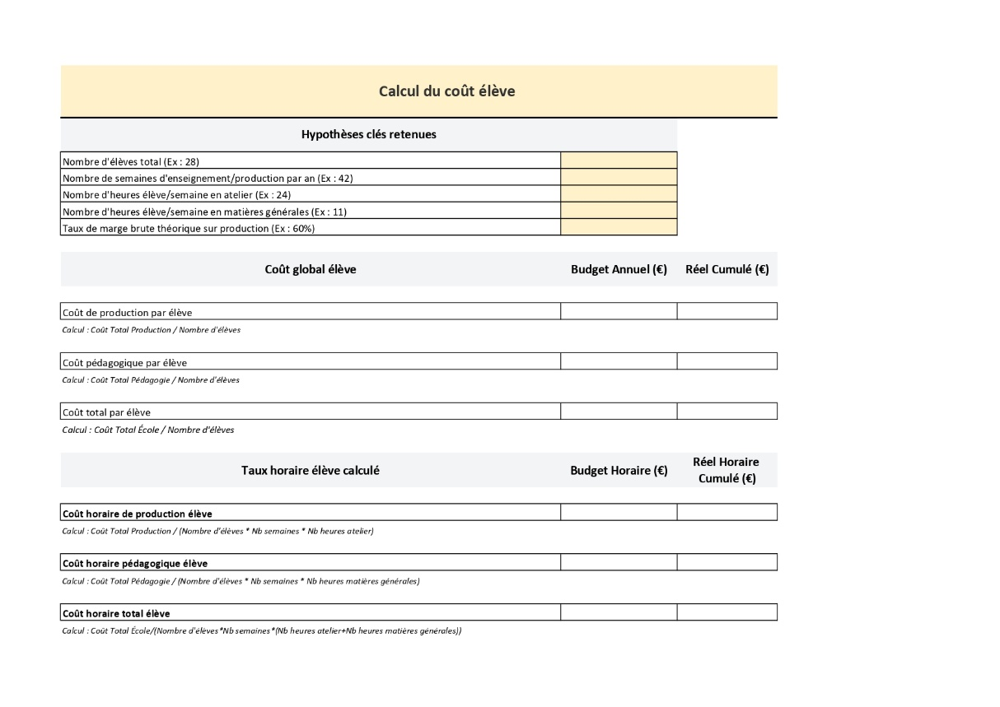 Calcul du coût élève
Hypothèses clés retenues
Nombre d'élèves total (Ex : 28)
Nombre de semaines d'enseignement/production par an (Ex : 42)
Nombre d'heures élève/semaine en atelier (Ex : 24)
Nombre d'heures élève/semaine en matières générales (Ex : 11)
Taux de marge brute théorique sur production (Ex : 60%)
Coût global élève Budget Annuel (€) Réel Cumulé (€)
Coût de production par élève
Calcul : Coût Total Production / Nombre d'élèves
Coût pédagogique par élève
Calcul : Coût Total Pédagogie / Nombre d'élèves
Coût total par élève
Calcul : Coût Total École / Nombre d'élèves
Taux horaire élève calculé Budget Horaire (€) Réel Horaire
Cumulé (€)
Coût horaire de production élève
Calcul : Coût Total Production / (Nombre d'élèves * Nb semaines * Nb heures atelier)
Coût horaire pédagogique élève
Calcul : Coût Total Pédagogie / (Nombre d'élèves * Nb semaines * Nb heures matières générales)
Coût horaire total élève
Calcul : Coût Total École/(Nombre d'élèves*Nb semaines*(Nb heures atelier+Nb heures matières générales))